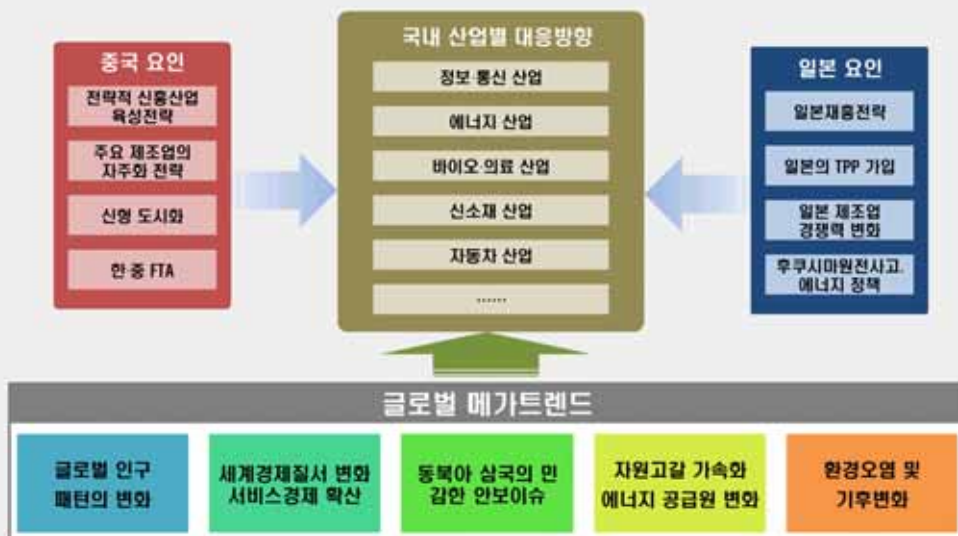 중국 요인
전략적 신흥산업
육성전략
주요 제조업의
자주화 전략
신형 도시화
한·중 FTA
국내 산업별 대응방향
정보·통신 산업
에너지 산업
바이오·의료 산업
신소재 산업
자동차 산업
......
일본 요인
일본재흥전략
일본의 TPP 가입
일본 제조업
경쟁력 변화
후쿠시마원전사고.
에너지 정책
글로벌 메가트렌드
글로벌 인구
패턴의 변화
세계경제질서 변화
서비스경제 확산
동북아 삼국의 민
감한 안보이슈
자원고갈 가속화
에너지 공급원 변화
환경오염 및
기후변화